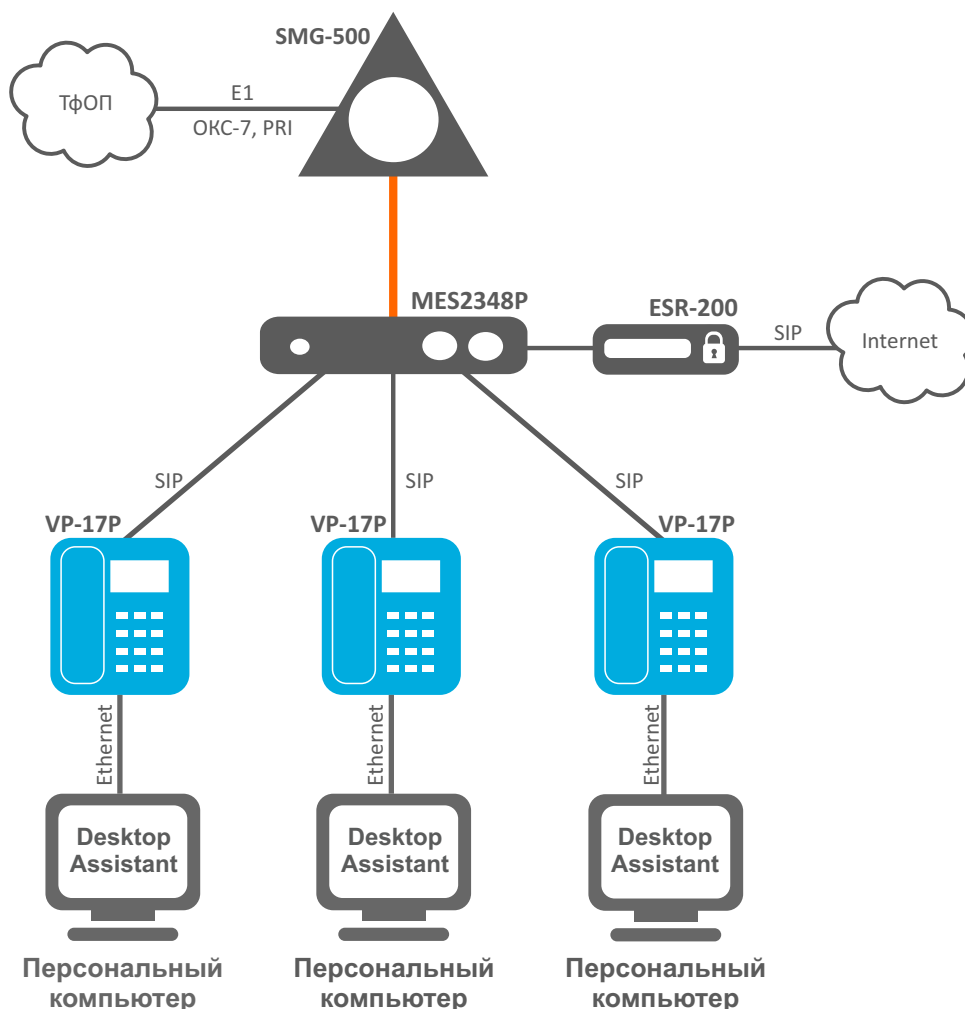 SMG-500
ТфОП
E1
ОКС-7, PRI
MES2348P
ESR-200
SIP
Internet
SIP
SIP
SIP
VP-17P
VP-17P
VP-17P
Ethernet
Ethernet
Ethernet
Desktop
Assistant
Desktop
Assistant
Desktop
Assistant
Персональный
компьютер
Персональный
компьютер
Персональный
компьютер